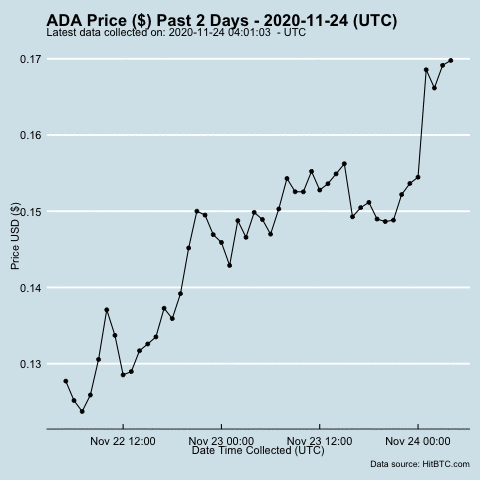 ADA Price ($) Past 2 Days - 2020-11-24 (UTC)
Latest data collected on: 2020-11-24 04:01:03 - UTC
0.17
0.16
0.15
0.14
0.13
Price USD ($)
Nov 22 12:00
Nov 23 00:00
Nov 23 12:00
Nov 24 00:00
Date Time Collected (UTC)
Data source: HitBTC.com